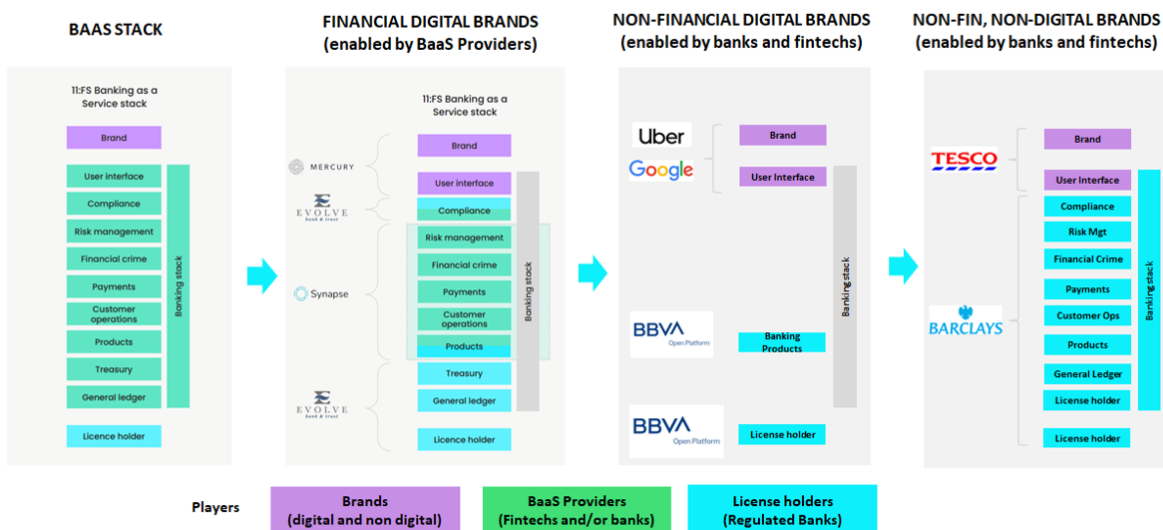 BAAS STACK
11:FS Banking as a
Service stack
Brand
User interface
Compliance
Risk management
Financial crime
Payments
Customer
operations
Products
Treasury
General ledger
Licence holder
Banking stack
FINANCIAL DIGITAL BRANDS
(enabled by BaaS Providers)
11:FS Banking as a
Service stack
MERCURY
EVOLVE
bank & trust
Synapse
EVOLVE
bank & trust
Brand
User interface
Compliance
Risk management
Financial crime
Payments
Customer
operations
Products
Treasury
General ledger
Licence holder
Banking stack
NON-FINANCIAL DIGITAL BRANDS
(enabled by banks and fintechs)
Uber
Google
Brand
User Interface
BBVA
Open Platform
Banking
Products
BBVA
Open Platform
License holder
Banking stack
NON-FIN, NON-DIGITAL BRANDS
(enabled by banks and fintechs)
TESCO
BARCLAYS
Brand
User Interface
Compliance
Risk Mgt
Financial Crime
Payments
Customer Ops
Products
General Ledger
License holder
License holder
Banking stack
Players
Brands
(digital and non digital)
BaaS Providers
(Fintechs and/or banks)
License holders
(Regulated Banks)